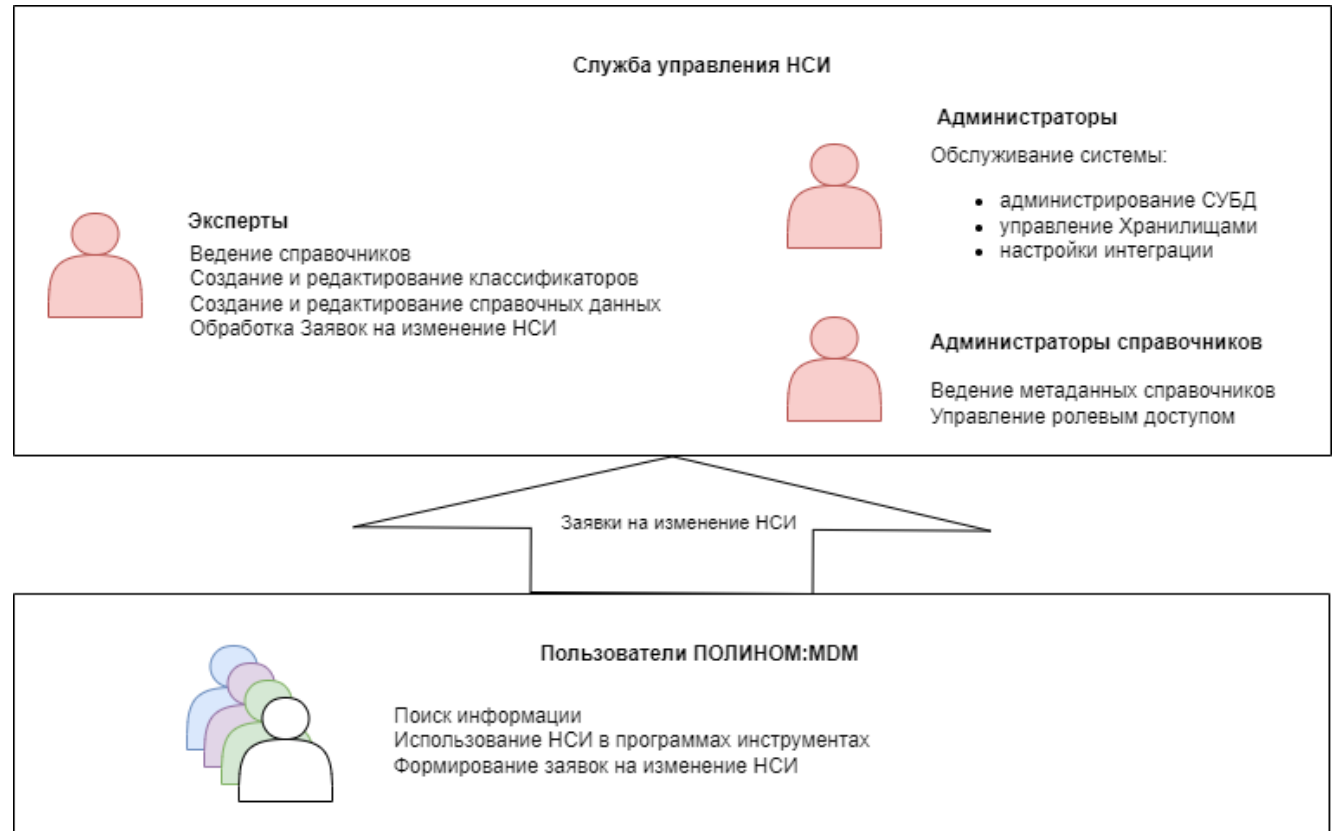 Служба управления НСИ
Эксперты
Ведение справочников
Создание и редактирование классификаторов
Создание и редактирование справочных данных
Обработка Заявок на изменение НСИ
Администраторы
Обслуживание системы:
• администрирование СУБД
• управление Хранилищами
• настройки интеграции
Администраторы справочников
Ведение метаданных справочников
Управление ролевым доступом
Заявки на изменение НСИ
Пользователи ПОЛИНОМ:MDM
Поиск информации
Использование НСИ в программах инструментах
Формирование заявок на изменение НСИ